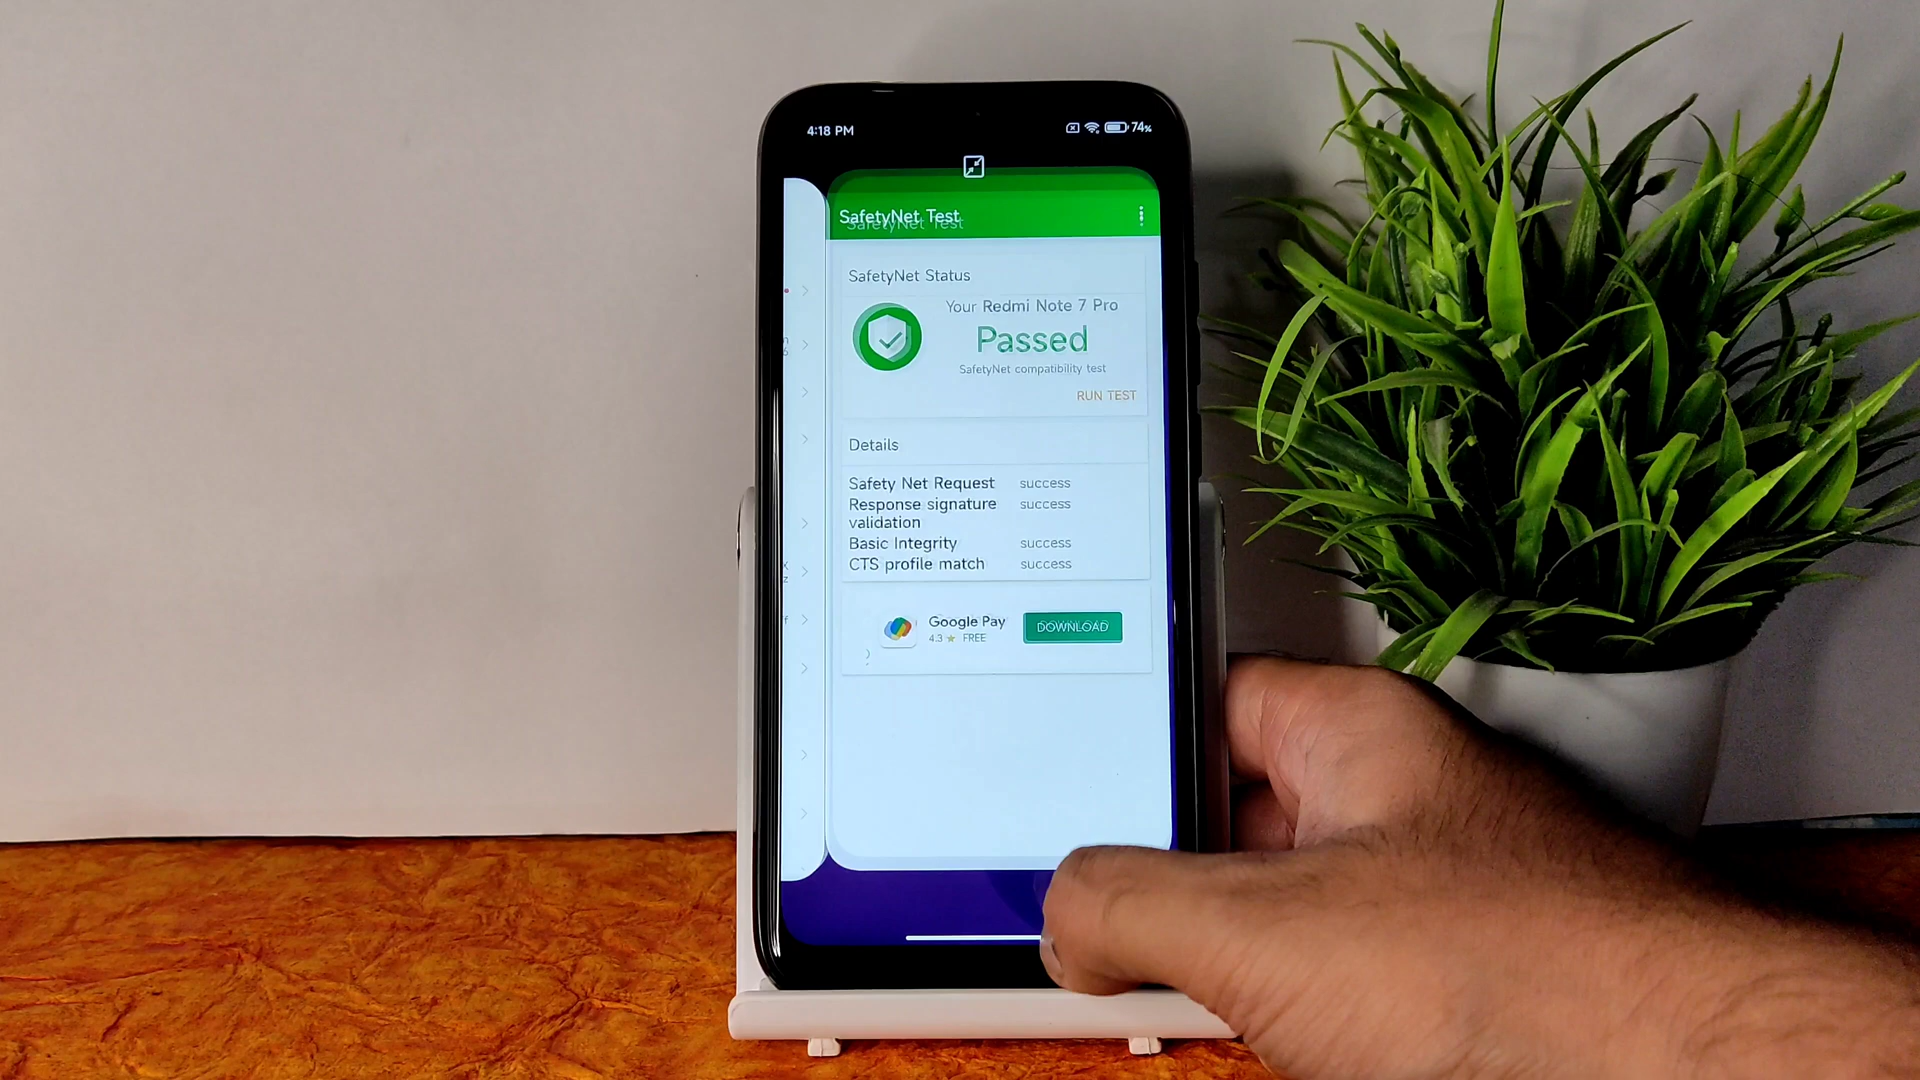 4:18 PM
74%
SafetyNet Test
SafetyNet Test
SafetyNet Status
Your Redmi Note 7 Pro
Passed
SafetyNet compatibility test
RUN TEST
Details
Safety Net Request success
Response signature validation success
Basic Integrity success
CTS profile match success
Google Pay
4.3 ★ FREE
DOWNLOAD